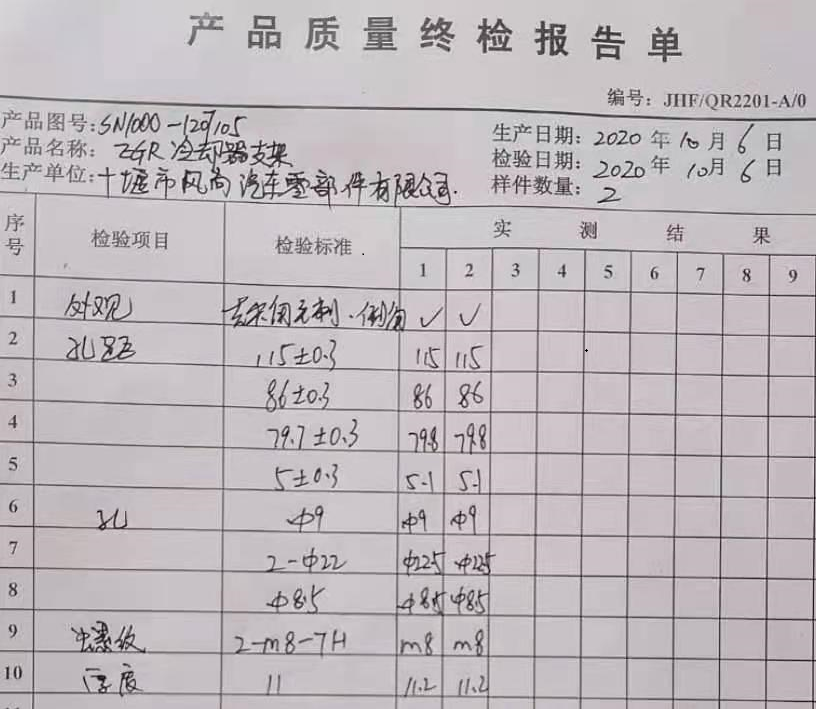 产品质量终检报告单
编号：JHF/QR2201-A/0
产品图号：SN1000-1207105
生产日期：2020年10月6日
产品名称：EGR冷却器支架
检验日期：2020年10月6日
生产单位：十堰市风尚汽车零部件有限公司.
样件数量：2
序号 检验项目 检验标准 实测结果
1 2 3 4 5 6 7 8 9
1 外观 无刺.倒角 ✓ ✓
2 孔距 115±0.3 115 115
3 86±0.3 86 86
4 79.7±0.3 79.8 79.8
5 5±0.3 5.1 5.1
6 孔 Φ9 Φ9 Φ9
7 2-Φ22 Φ22.5 Φ22.5
8 Φ8.5 Φ8.5 Φ8.5
9 螺纹 2-m8-7H m8 m8
10 厚度 11 11.2 11.2